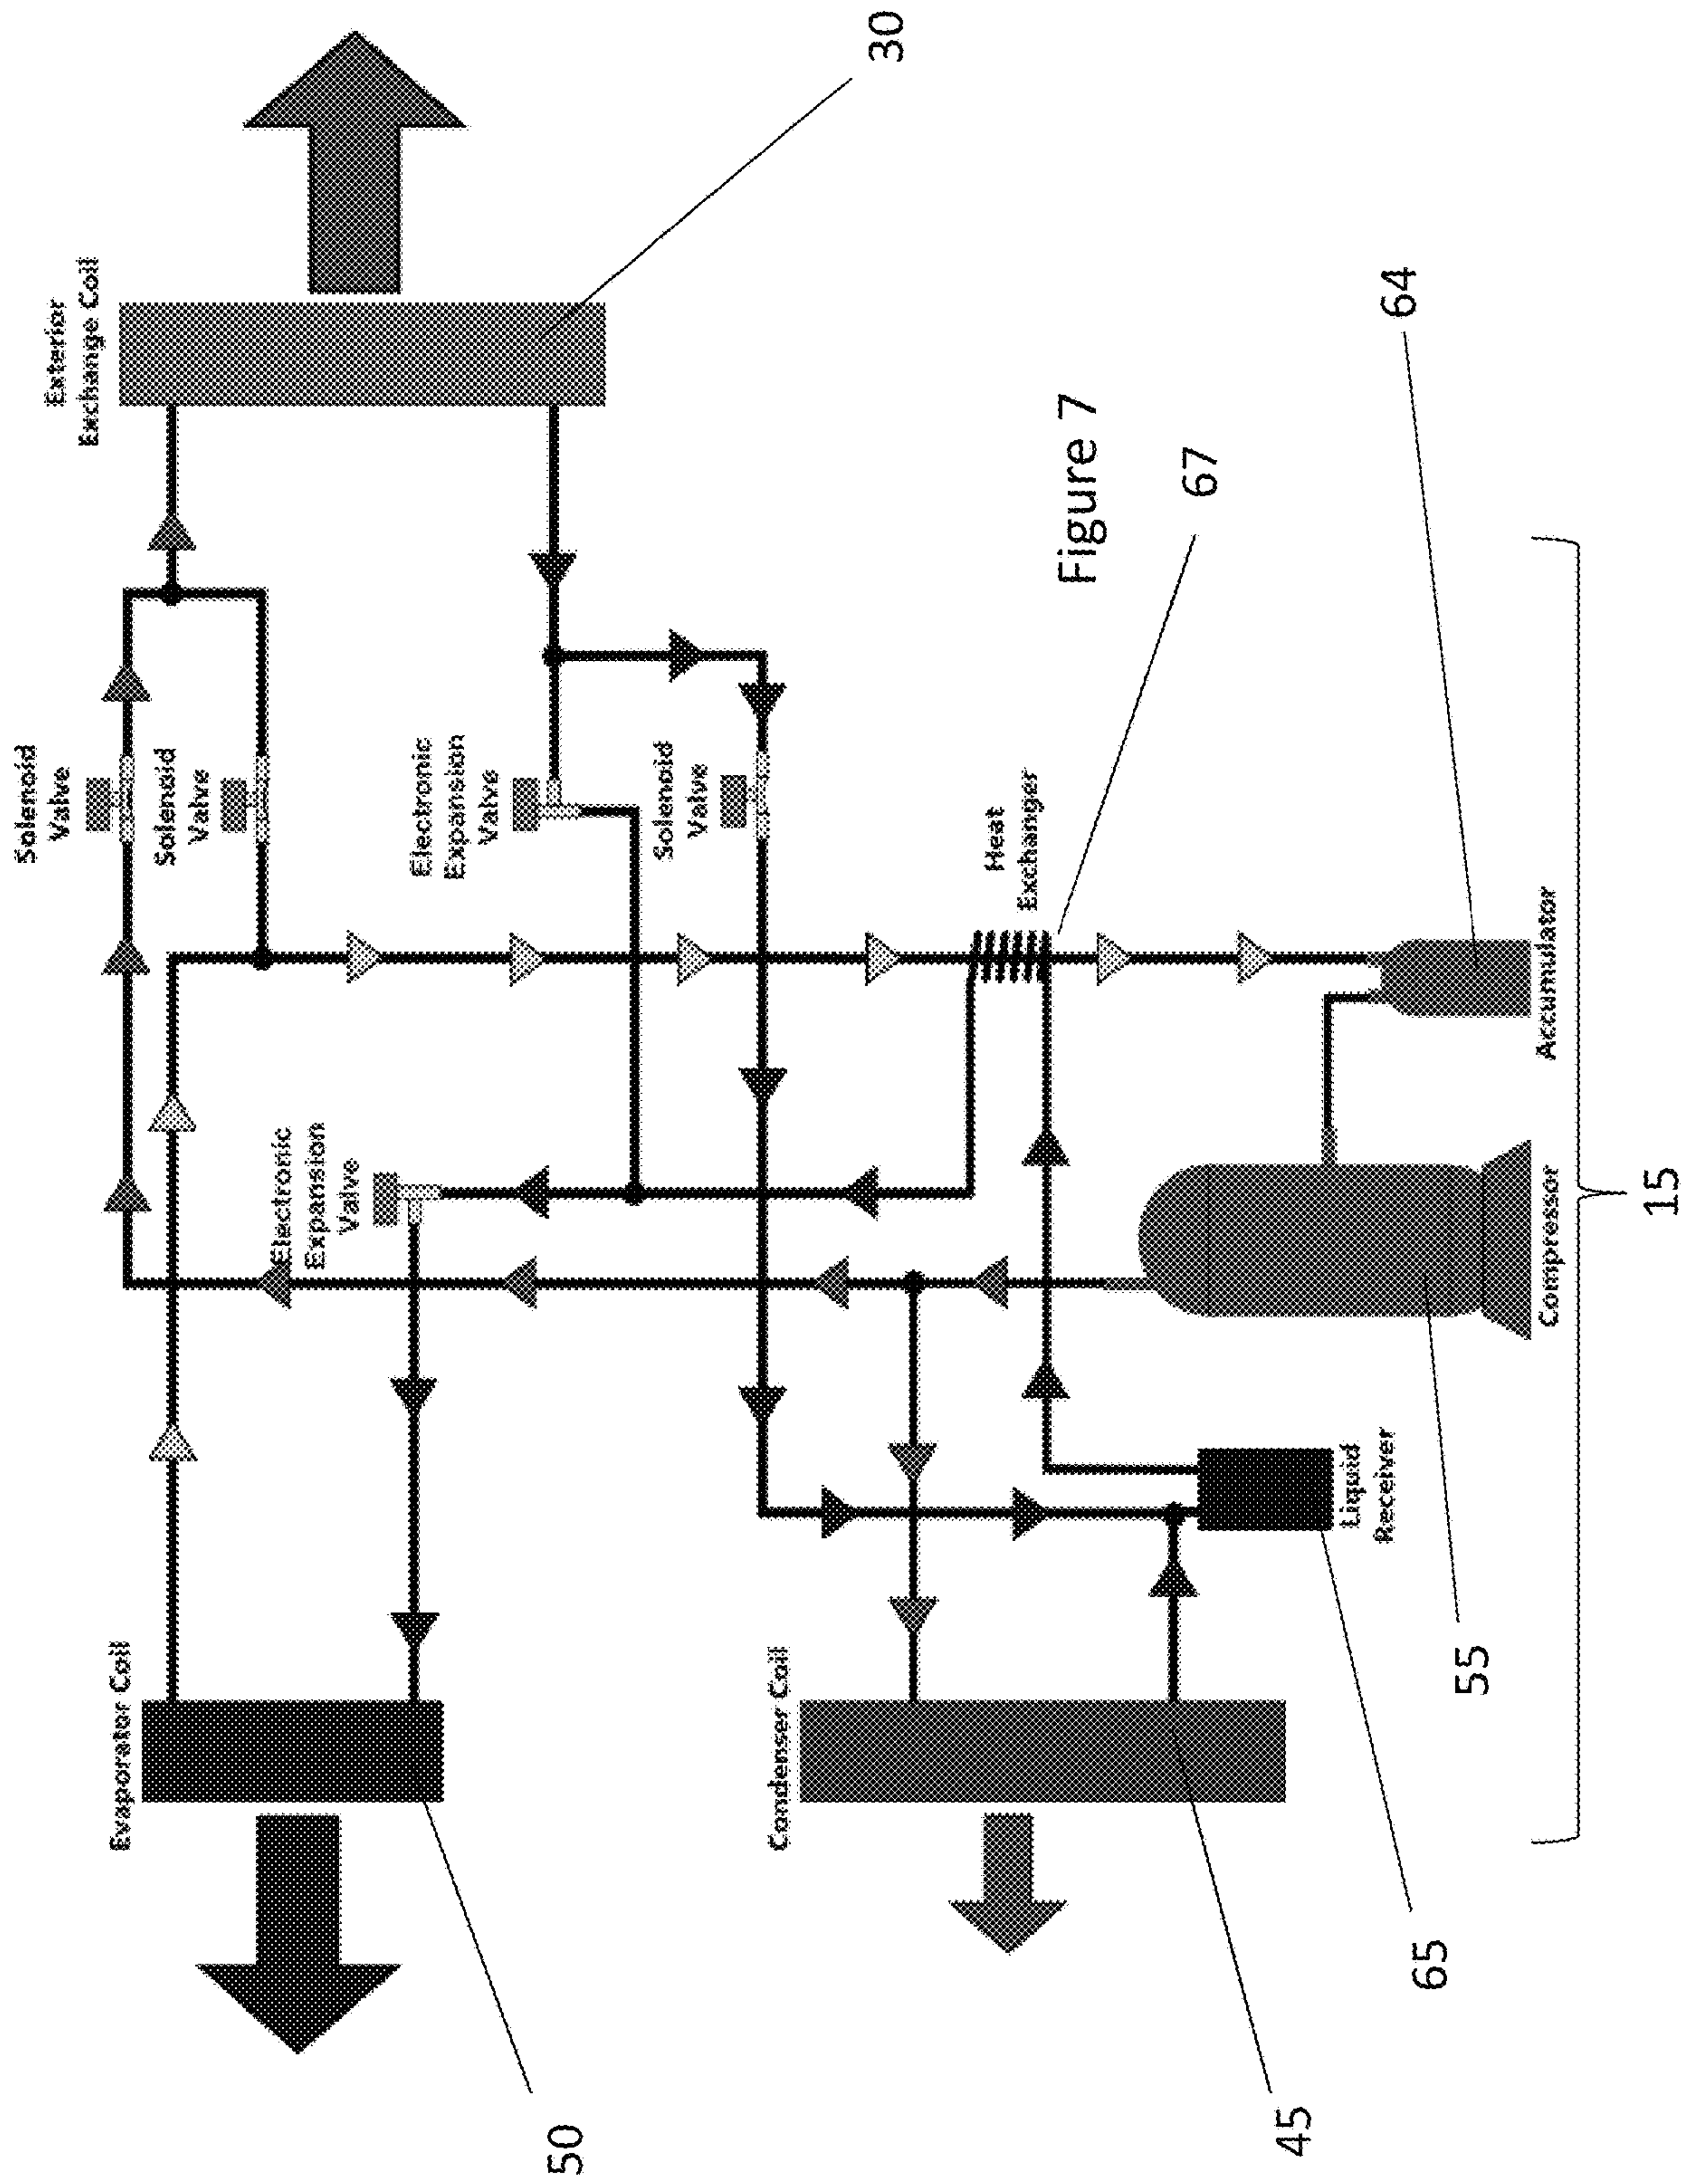 Evaporator Coil
Exterior
Exchange Coil
Solenoid
Valve
Solenoid
Valve
30
Electronic
Expansion
Valve
Electronic
Expansion
Valve
50
Solenoid
Valve
Condenser Coil
Heat
Exchanger
Figure 7
67
64
Liquid
Receiver
45
65
55
Compressor
Accumulator
15